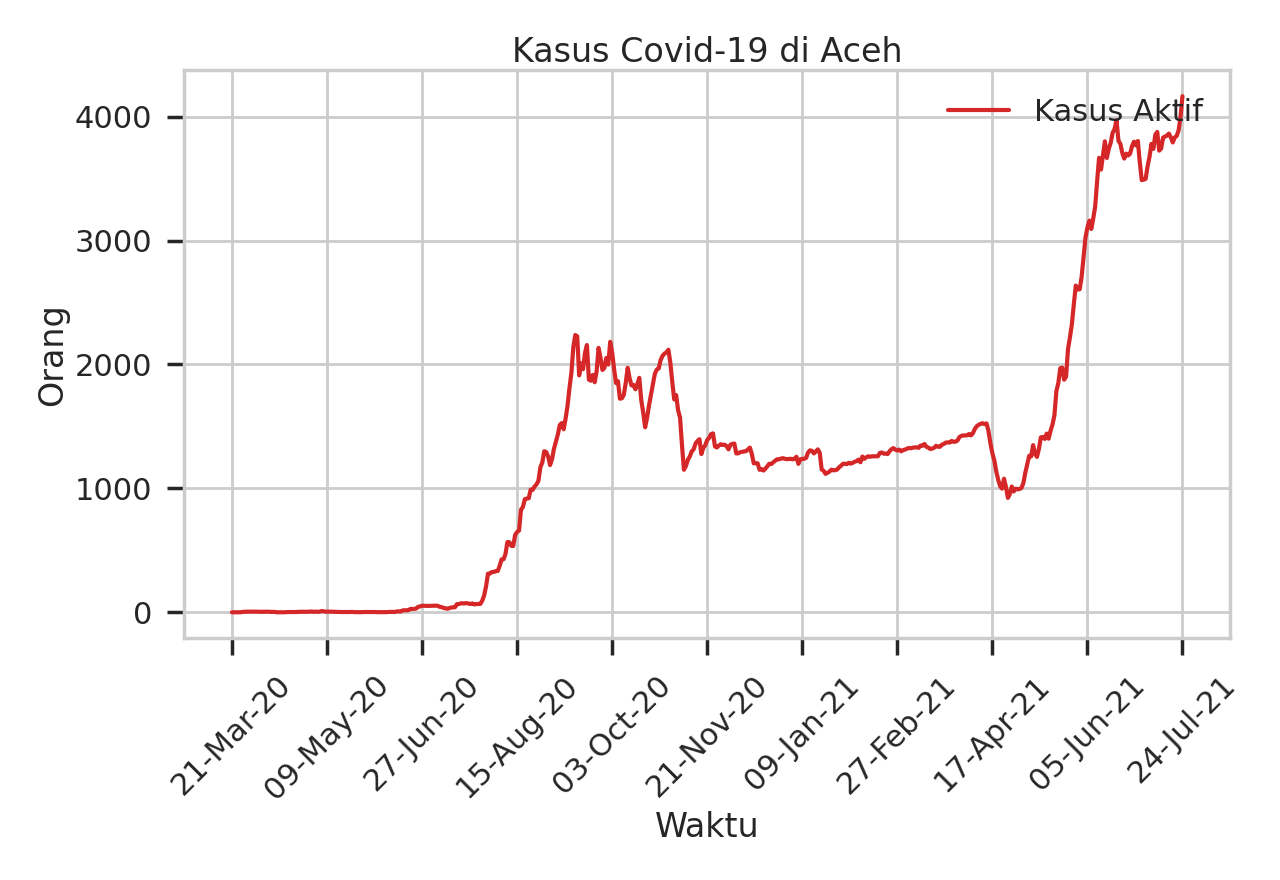 Kasus Covid-19 di Aceh
Kasus Aktif
4000
3000
2000
1000
0
Orang
21-Mar-20
09-May-20
27-Jun-20
15-Aug-20
03-Oct-20
21-Nov-20
09-Jan-21
27-Feb-21
17-Apr-21
05-Jun-21
24-Jul-21
Waktu